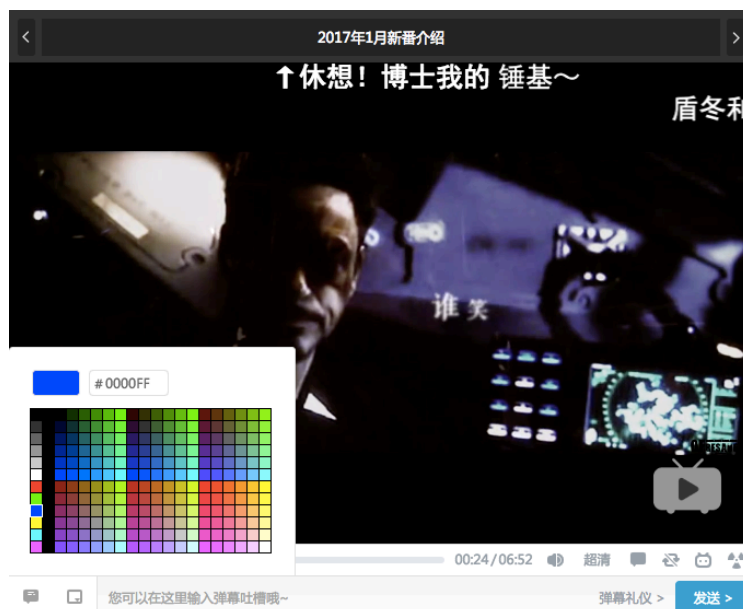 2017年1月新番介绍
↑休想！博士我的 锤基～
盾冬和
谁笑
#0000FF
00:24/06:52
超清
您可以在这里输入弹幕吐槽哦~
弹幕礼仪 >
发送 >